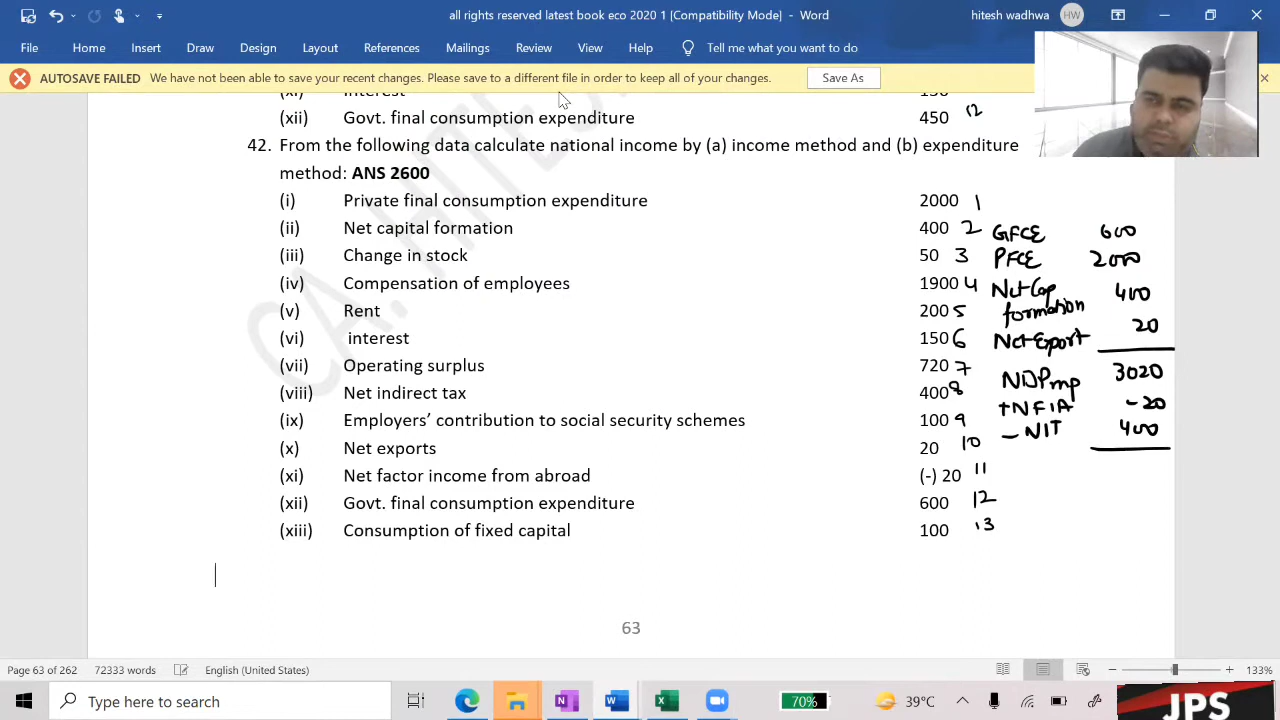 all rights reserved latest book eco 2020 1 [Compatibility Mode] - Word
hitesh wadhwa HW
File Home Insert Draw Design Layout References Mailings Review View Help Tell me what you want to do
AUTOSAVE FAILED We have not been able to save your recent changes. Please save to a different file in order to keep all of your changes. Save As
(xi) Interest 150
(xii) Govt. final consumption expenditure 450 12
42. From the following data calculate national income by (a) income method and (b) expenditure
method: ANS 2600
(i) Private final consumption expenditure 2000 1
(ii) Net capital formation 400 2
(iii) Change in stock 50 3
(iv) Compensation of employees 1900 4
(v) Rent 200 5
(vi) interest 150 6
(vii) Operating surplus 720 7
(viii) Net indirect tax 400 8
(ix) Employers' contribution to social security schemes 100 9
(x) Net exports 20 10
(xi) Net factor income from abroad (-) 20 11
(xii) Govt. final consumption expenditure 600 12
(xiii) Consumption of fixed capital 100 13
GFCE 600
PFCE 2000
Net Cap 400
formation
Net Export 20
NDPmp 3020
+NFIA -20
- NIT 400
63
Page 63 of 262 72333 words English (United States) 133%
Type here to search 70% 39°C
JPS